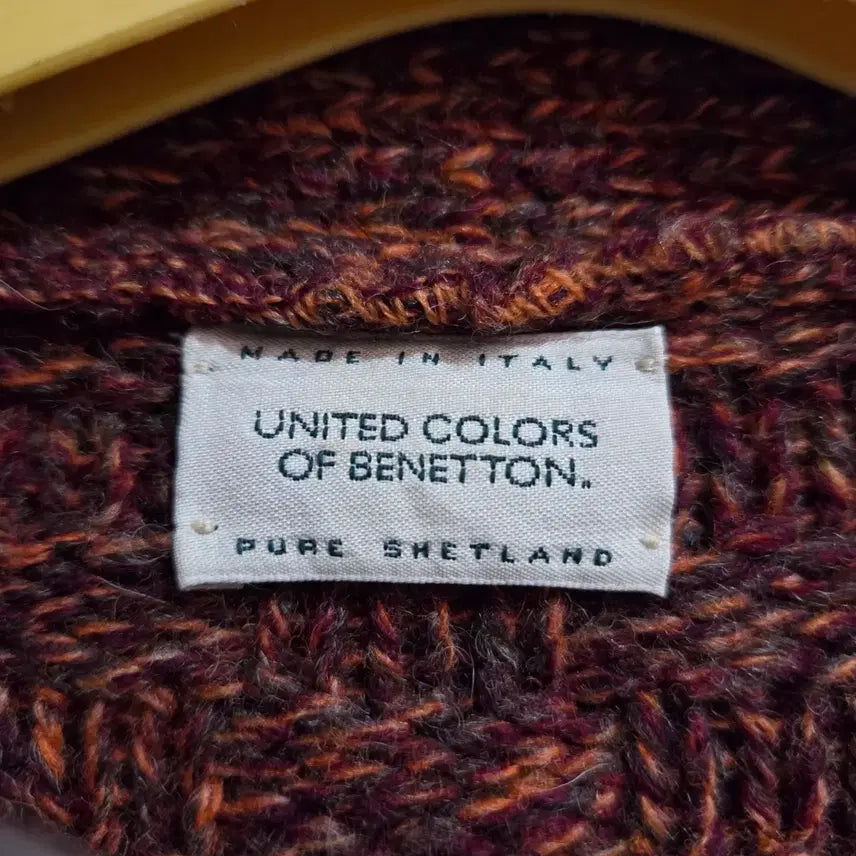 MADE IN ITALY
UNITED COLORS
OF BENETTON.
PURE SHETLAND